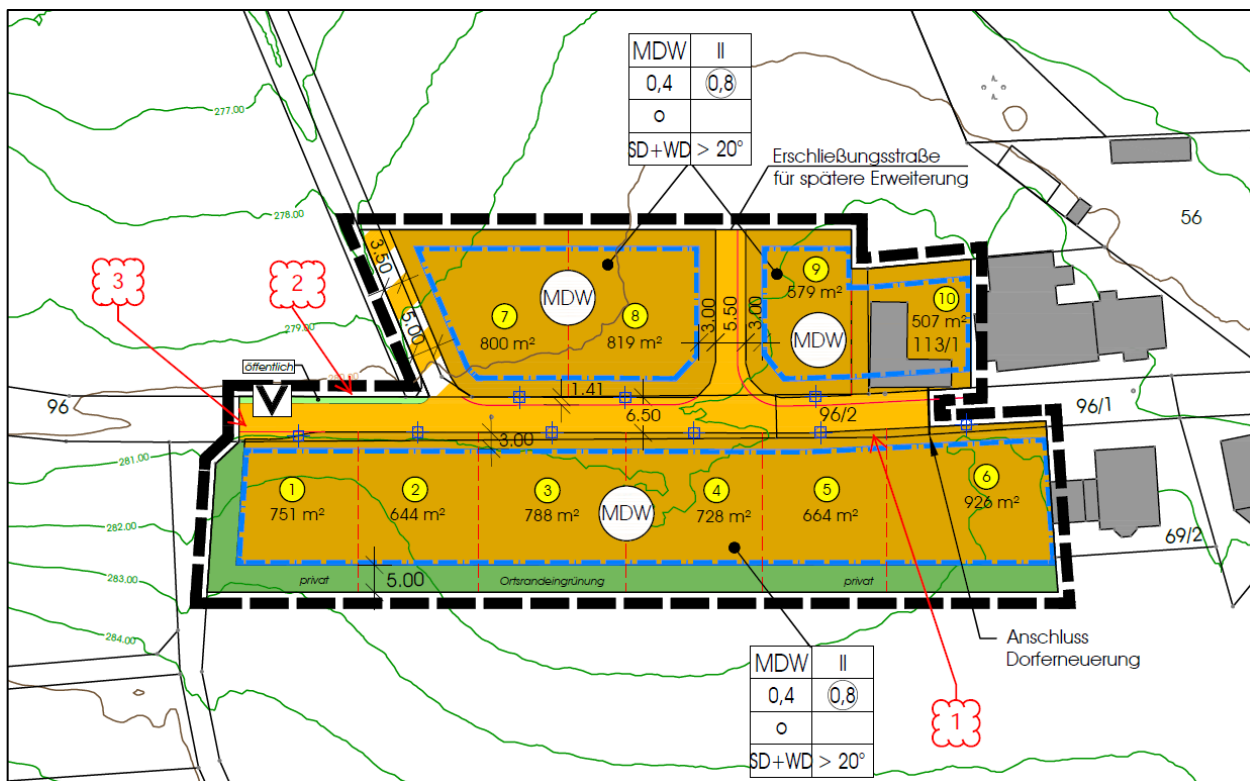 MDW II
0,4 0,8
o
SD+WD > 20°
Erschließungsstraße
für spätere Erweiterung
277.00
278.00
279.00
56
3.50
5.00
3
2
öffentlich
V
96
MDW
7
800 m²
8
819 m²
3.00
5.50
3.00
9
579 m²
MDW
10
507 m²
113/1
1.41
6.50
96/2
96/1
3.00
281.00
282.00
283.00
284.00
1
751 m²
2
644 m²
3
788 m²
MDW
4
728 m²
5
664 m²
6
926 m²
69/2
privat
5.00
Ortsrandeingrünung
privat
Anschluss
Dorferneuerung
1
MDW II
0,4 0,8
o
SD+WD > 20°